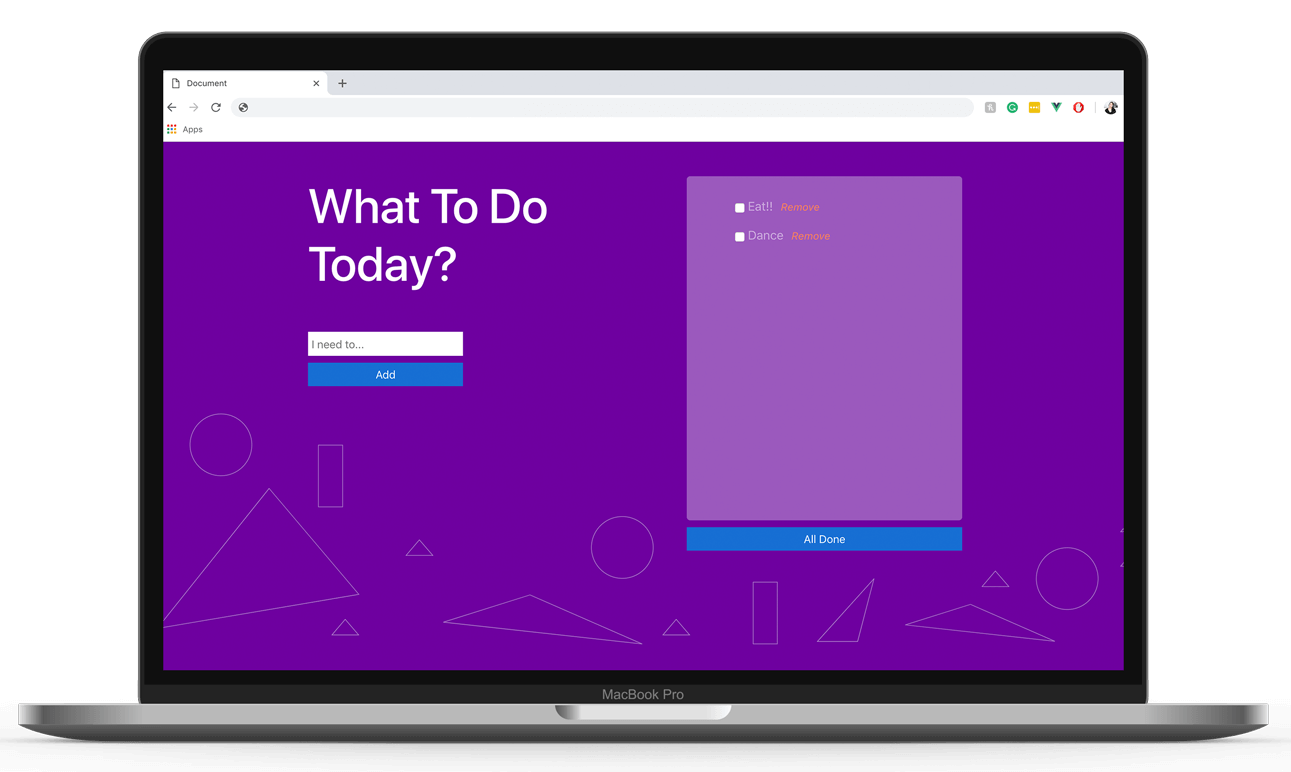 Document
Apps
What To Do
Today?
I need to...
Add
Eat!! Remove
Dance Remove
All Done
MacBook Pro